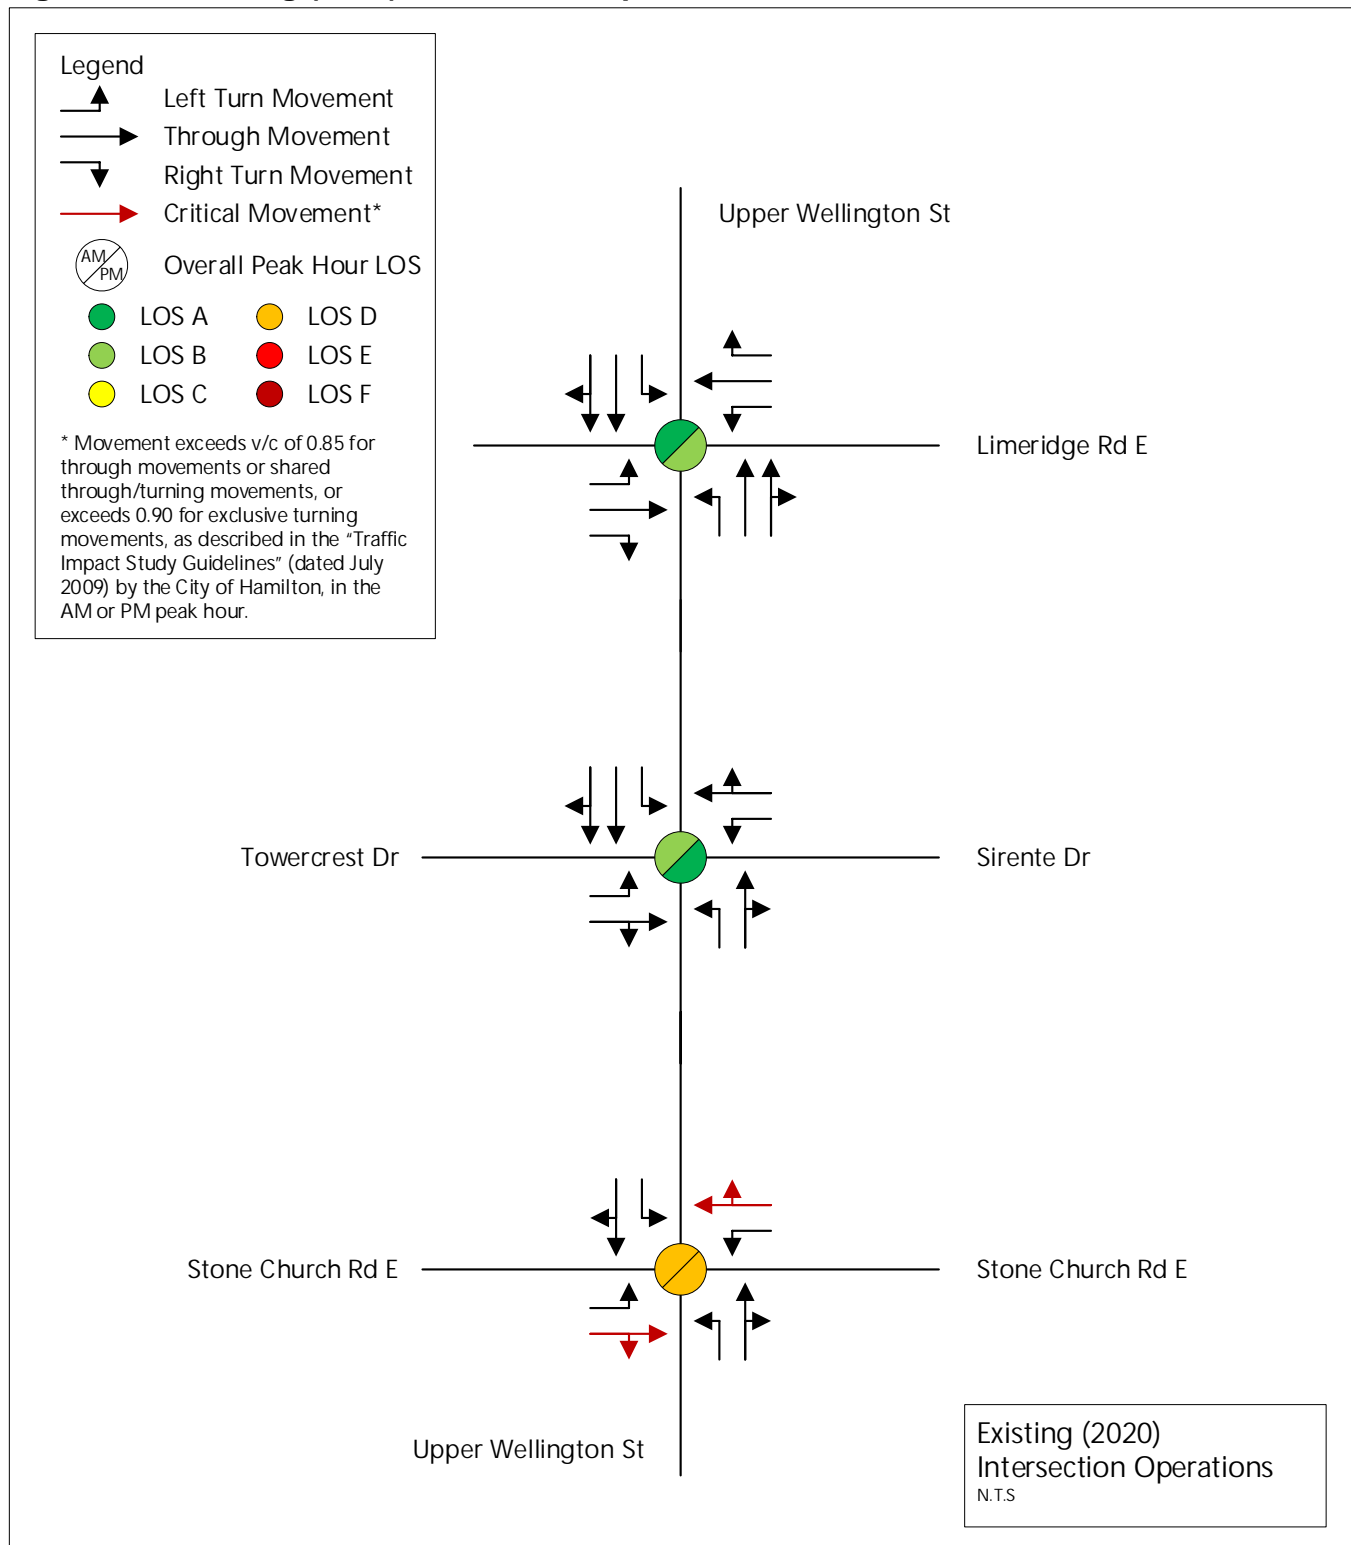 Legend
Left Turn Movement
Through Movement
Right Turn Movement
Critical Movement*
AM
PM
Overall Peak Hour LOS
LOS A
LOS D
LOS B
LOS E
LOS C
LOS F
* Movement exceeds v/c of 0.85 for
through movements or shared
through/turning movements, or
exceeds 0.90 for exclusive turning
movements, as described in the “Traffic
Impact Study Guidelines” (dated July
2009) by the City of Hamilton, in the
AM or PM peak hour.
Upper Wellington St
Limeridge Rd E
Towercrest Dr
Sirente Dr
Stone Church Rd E
Stone Church Rd E
Upper Wellington St
Existing (2020)
Intersection Operations
N.T.S